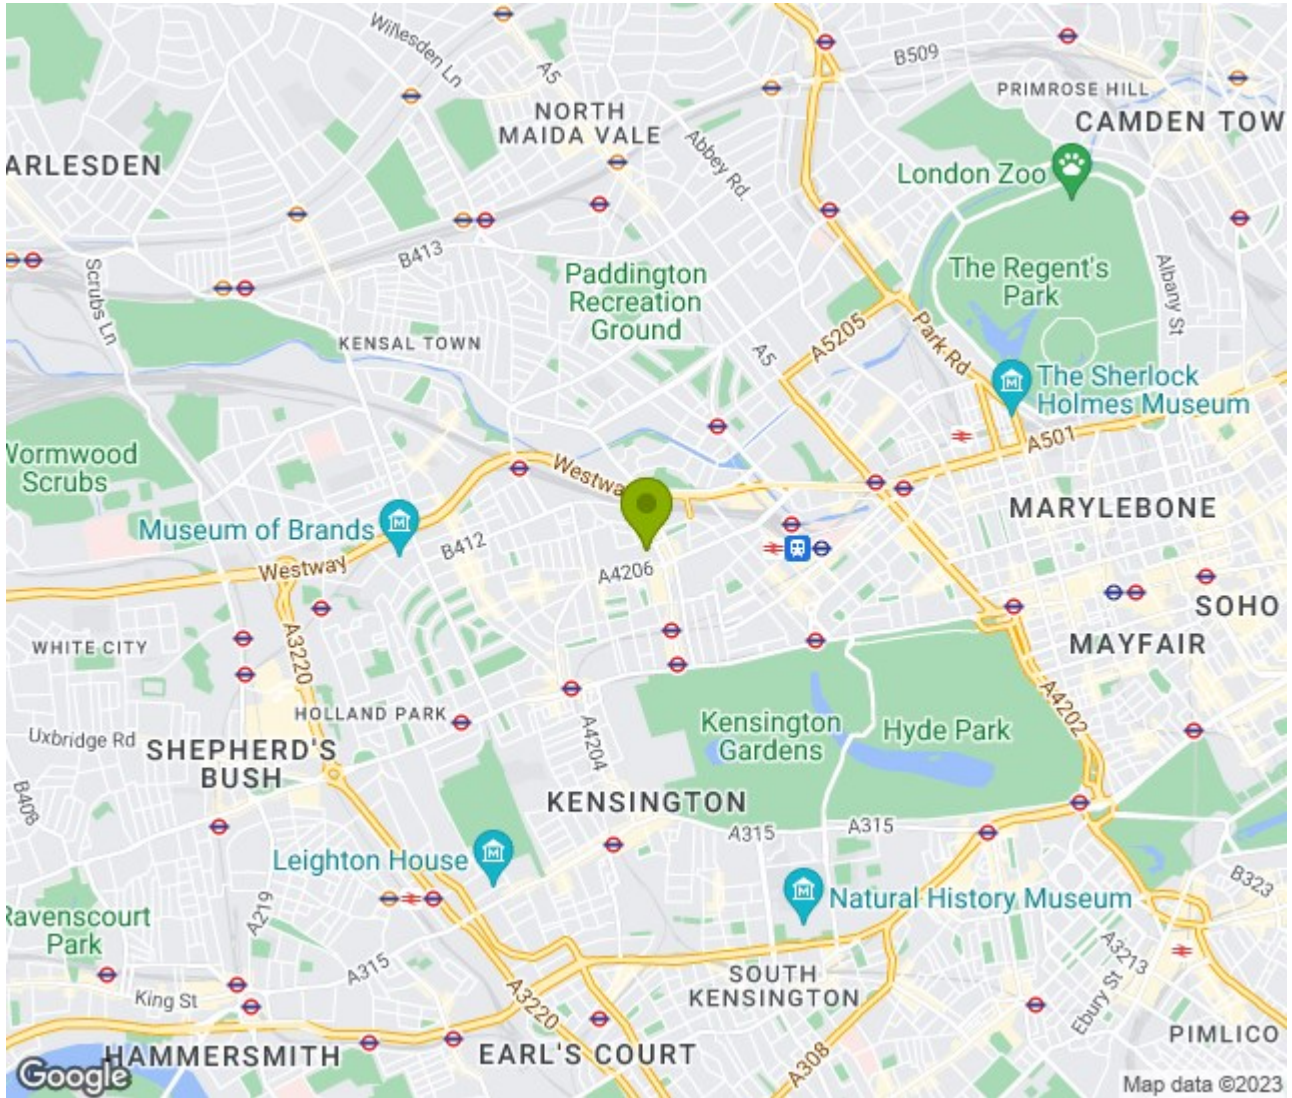 Willesden Ln
A5
B509
PRIMROSE HILL
NORTH
MAIDA VALE
CAMDEN TOW
Abbey Rd.
ARLESDEN
London Zoo
B413
Scrubs Ln
Paddington
Recreation
Ground
The Regent's
Park
Albany St
KENSAL TOWN
A5
A5205
Park Rd
The Sherlock
Holmes Museum
A501
Wormwood
Scrubs
Westway
MARYLEBONE
Museum of Brands
B412
Westway
A4206
SOHO
WHITE CITY
A3220
MAYFAIR
A4202
HOLLAND PARK
Uxbridge Rd
A4204
Kensington
Gardens
Hyde Park
SHEPHERD'S
BUSH
B408
KENSINGTON
A315
A315
Leighton House
B323
A219
Natural History Museum
Ravenscourt
Park
A315
A3213
SOUTH
KENSINGTON
King St
A3220
Ebury St
PIMLICO
HAMMERSMITH
EARL'S COURT
A308
Google
Map data ©2023